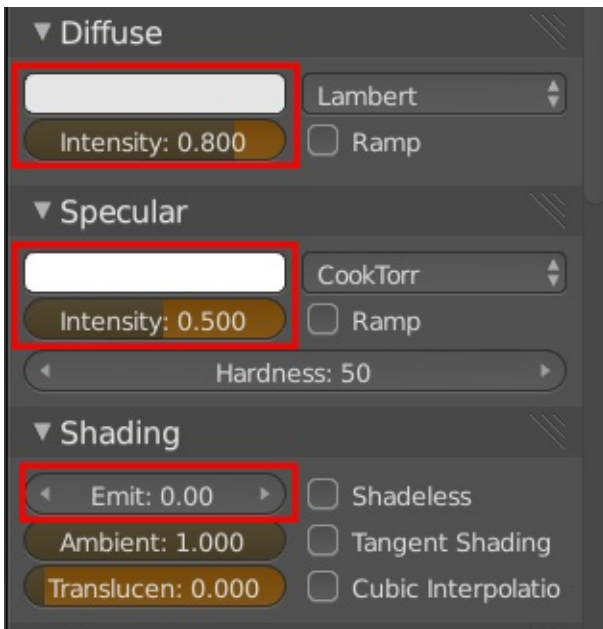 Diffuse
Lambert
Intensity: 0.800
Ramp
Specular
CookTorr
Intensity: 0.500
Ramp
Hardness: 50
Shading
Emit: 0.00
Shadeless
Ambient: 1.000
Tangent Shading
Translucen: 0.000
Cubic Interpolatio